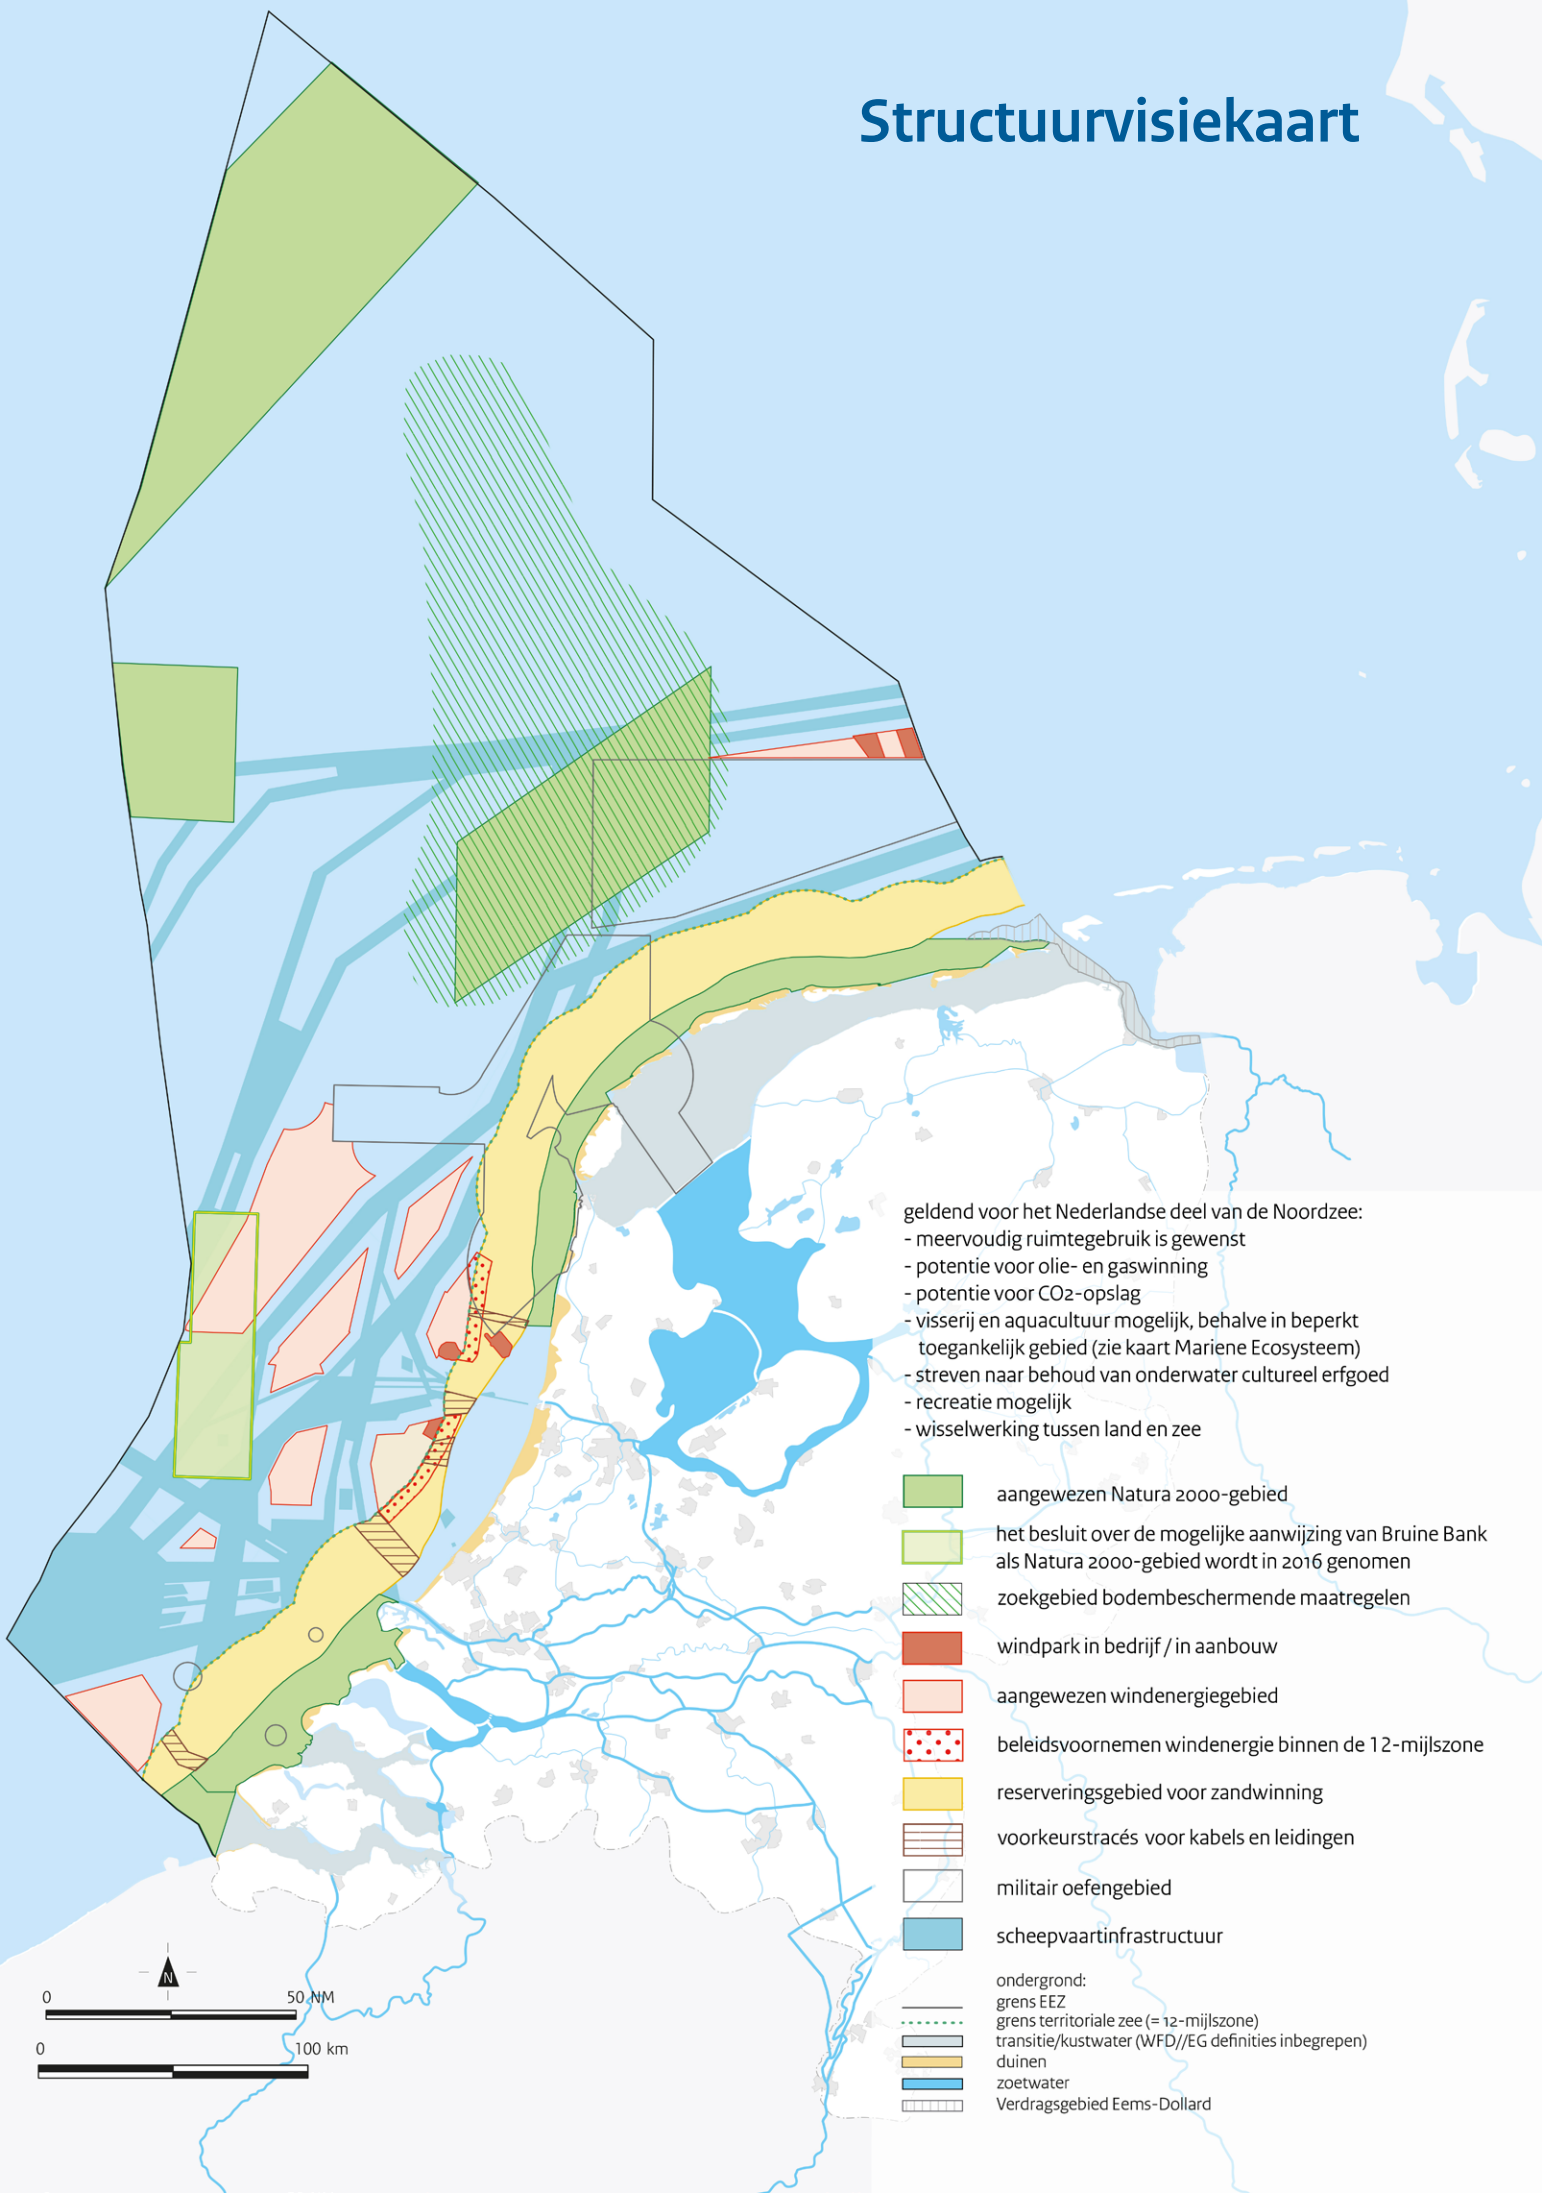 Structuurvisiekaart
geldend voor het Nederlandse deel van de Noordzee:
- meervoudig ruimtegebruik is gewenst
- potentie voor olie- en gaswinning
- potentie voor CO2-opslag
- visserij en aquacultuur mogelijk, behalve in beperkt
toegankelijk gebied (zie kaart Mariene Ecosysteem)
- streven naar behoud van onderwater cultureel erfgoed
- recreatie mogelijk
- wisselwerking tussen land en zee
aangewezen Natura 2000-gebied
het besluit over de mogelijke aanwijzing van Bruine Bank
als Natura 2000-gebied wordt in 2016 genomen
zoekgebied bodembeschermende maatregelen
windpark in bedrijf / in aanbouw
aangewezen windenergiegebied
beleidsvoornemen windenergie binnen de 12-mijlszone
reserveringsgebied voor zandwinning
voorkeurstracés voor kabels en leidingen
militair oefengebied
scheepvaartinfrastructuur
ondergrond:
grens EEZ
grens territoriale zee (= 12-mijlszone)
transitie/kustwater (WFD//EG definities inbegrepen)
duinen
zoetwater
Verdragsgebied Eems-Dollard
N
0 50 NM
0 100 km